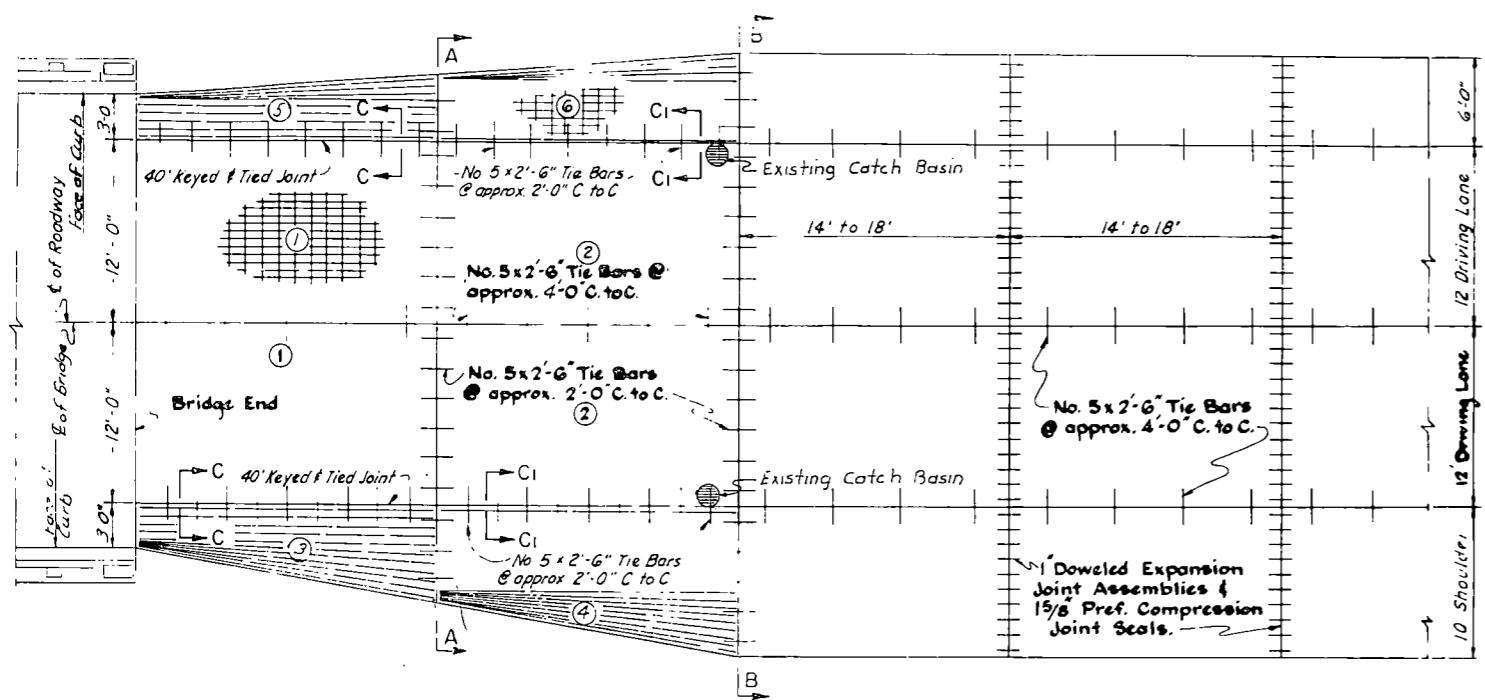 A
B
3'-0
5
C
6
C1
6'-0"
40' Keyed & Tied Joint
C
No 5 x 2'-6" Tie Bars
@ approx. 2'-0" C to C
C1
Existing Catch Basin
Face of Curb
℄ of Roadway
12'-0"
1
2
14' to 18'
14' to 18'
12 Driving Lane
No. 5 x 2'-6" Tie Bars @
approx. 4'-0" C. to C.
℄ of Bridge
1
No. 5 x 2'-6" Tie Bars
@ approx. 2'-0" C. to C.
2
Bridge End
12'-0"
No. 5 x 2'-6" Tie Bars
@ approx. 4'-0" C. to C.
12' Driving Lane
C
40' Keyed & Tied Joint
C1
Existing Catch Basin
Curb
3'0"
C
3
C1
No 5 x 2'-6" Tie Bars
@ approx 2'-0" C to C
4
1" Doweled Expansion
Joint Assemblies &
1 5/8" Pref. Compression
Joint Seals.
10 Shoulder
A
B